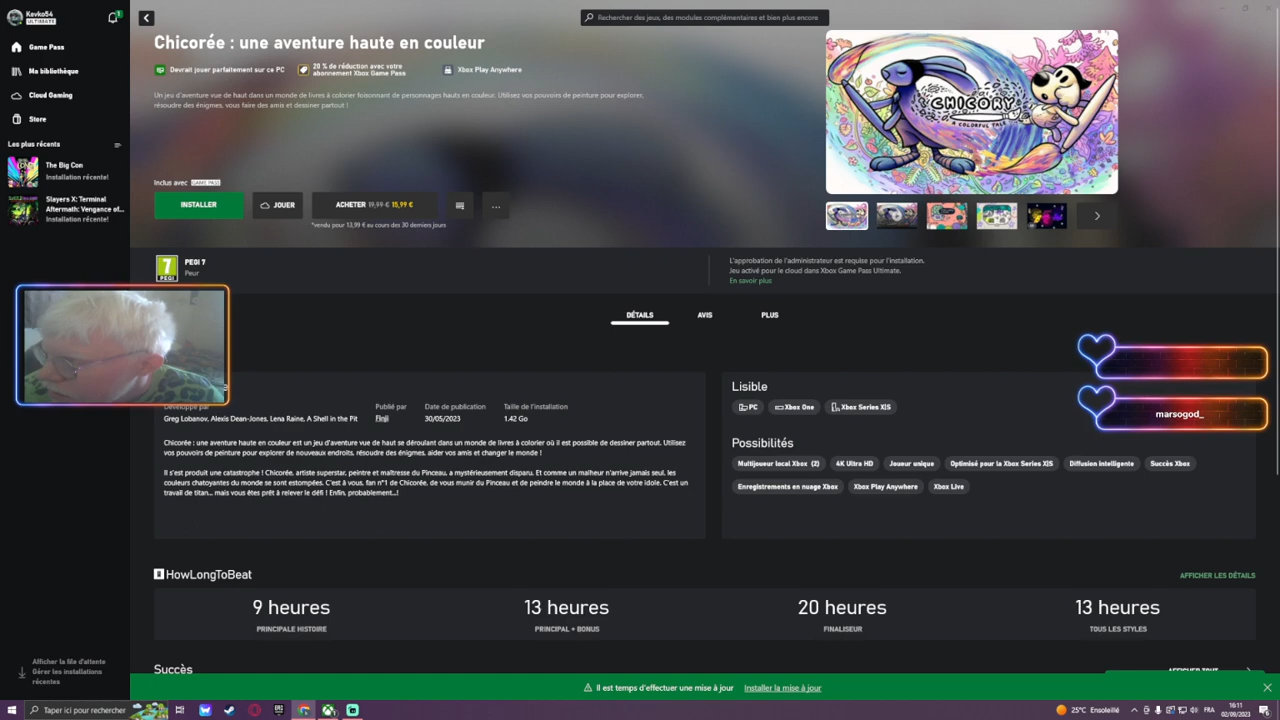 Kevko54
ULTIMATE
1
Rechercher des jeux, des modules complémentaires et bien plus encore
Game Pass
Ma bibliothèque
Cloud Gaming
Store
Les plus récents
The Big Con
Installation récente!
Slayers X: Terminal
Aftermath: Vengance of...
Installation récente!
Chicorée : une aventure haute en couleur
Devrait jouer parfaitement sur ce PC
20 % de réduction avec votre
abonnement Xbox Game Pass
Xbox Play Anywhere
Un jeu d'aventure vue de haut dans un monde de livres à colorier foisonnant de personnages hauts en couleur. Utilisez vos pouvoirs de peinture pour explorer,
résoudre des énigmes, vous faire des amis et dessiner partout !
Inclus avec GAME PASS
INSTALLER
JOUER
ACHETER 19,99 € 15,99 €
...
*vendu pour 13,99 € au cours des 30 derniers jours
CHICORY
A COLORFUL TALE
7
PEGI
PEGI 7
Peur
L'approbation de l'administrateur est requise pour l'installation.
Jeu activé pour le cloud dans Xbox Game Pass Ultimate.
En savoir plus
DÉTAILS
AVIS
PLUS
Développé par
Greg Lobanov, Alexis Dean-Jones, Lena Raine, A Shell in the Pit
Publié par
Finji
Date de publication
30/05/2023
Taille de l'installation
1.42 Go
Chicorée : une aventure haute en couleur est un jeu d'aventure vue de haut se déroulant dans un monde de livres à colorier où il est possible de dessiner partout. Utilisez
vos pouvoirs de peinture pour explorer de nouveaux endroits, résoudre des énigmes, aider vos amis et changer le monde !
Il s'est produit une catastrophe ! Chicorée, artiste superstar, peintre et maîtresse du Pinceau, a mystérieusement disparu. Et comme un malheur n'arrive jamais seul, les
couleurs chatoyantes du monde se sont estompées. C'est à vous, fan n°1 de Chicorée, de vous munir du Pinceau et de peindre le monde à la place de votre idole. C'est un
travail de titan... mais vous êtes prêt à relever le défi ! Enfin, probablement...!
Lisible
PC
Xbox One
Xbox Series X|S
Possibilités
Multijoueur local Xbox (2)
4K Ultra HD
Joueur unique
Optimisé pour la Xbox Series X|S
Diffusion intelligente
Succès Xbox
Enregistrements en nuage Xbox
Xbox Play Anywhere
Xbox Live
marsogod_
HowLongToBeat
AFFICHER LES DÉTAILS
9 heures
PRINCIPALE HISTOIRE
13 heures
PRINCIPAL + BONUS
20 heures
FINALISEUR
13 heures
TOUS LES STYLES
Succès
AFFICHER TOUT
Afficher la file d'attente
Gérer les installations
récentes
Il est temps d'effectuer une mise à jour
Installer la mise à jour
Taper ici pour rechercher
25°C Ensoleillé
FRA
16:11
02/09/2023